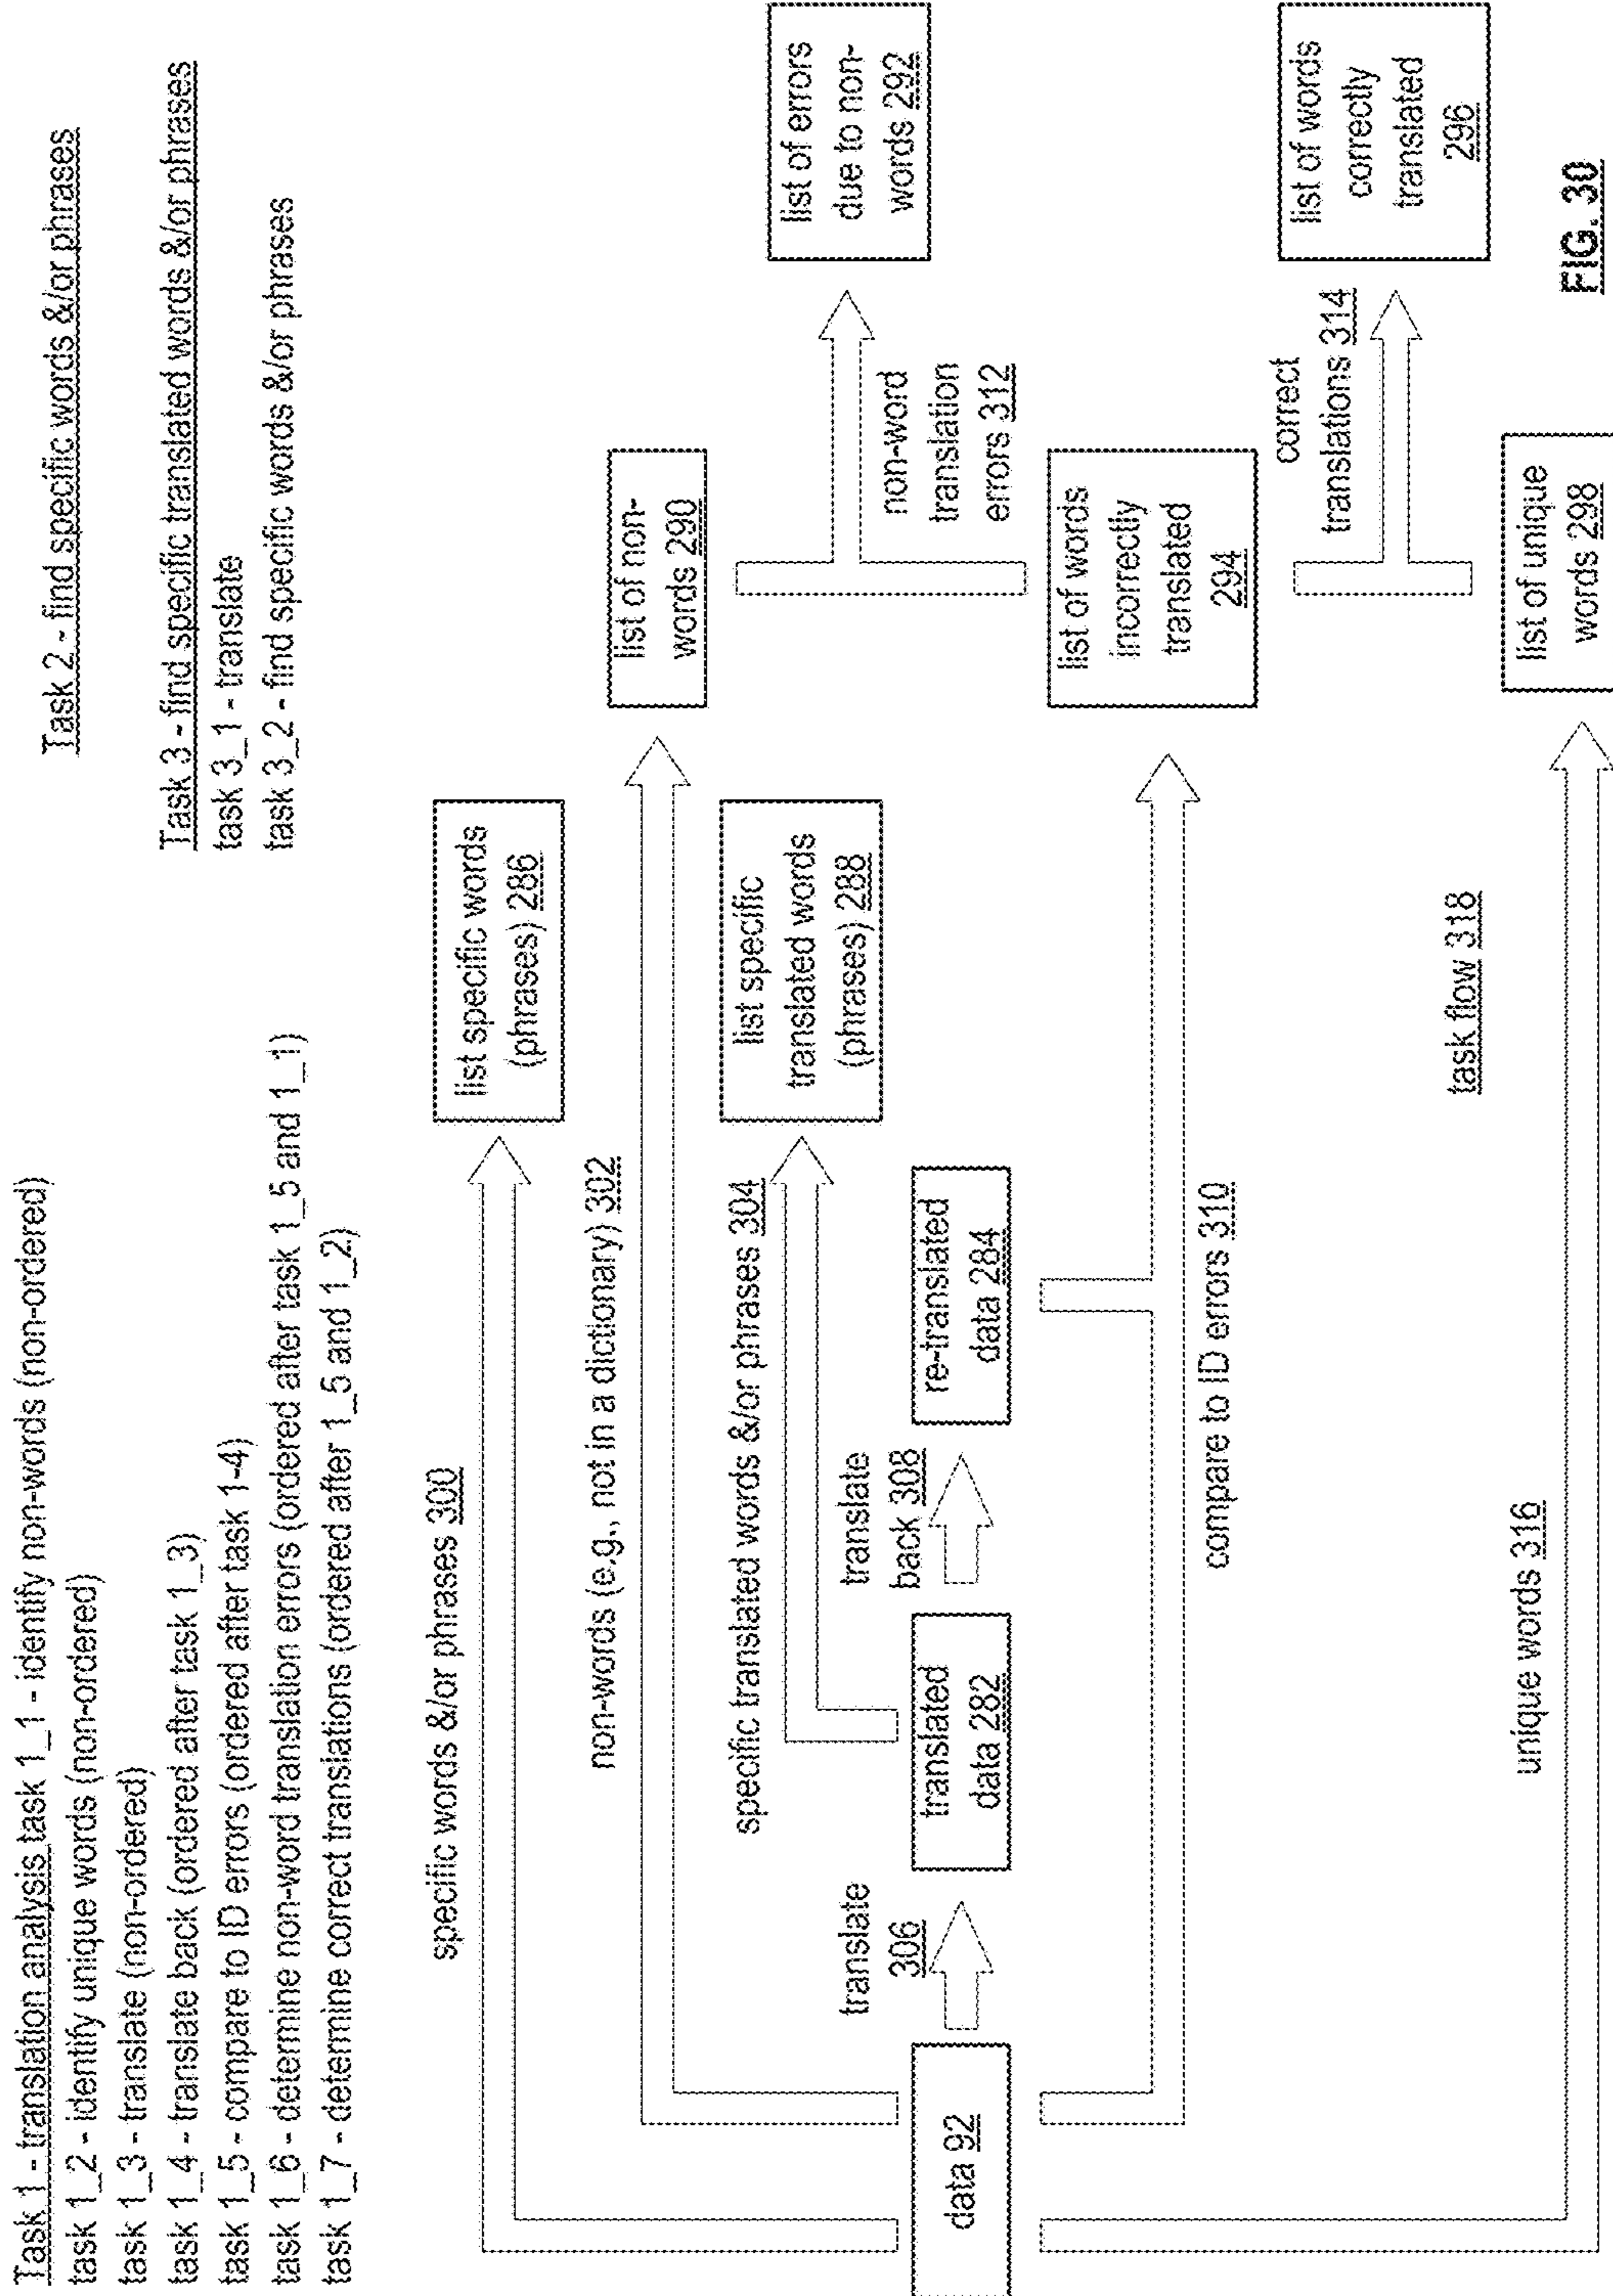 Task 1 - translation analysis task 1_1 - identify non-words (non-ordered)
task 1_2 - identify unique words (non-ordered)
task 1_3 - translate (non-ordered)
task 1_4 - translate back (ordered after task 1_3)
task 1_5 - compare to ID errors (ordered after task 1-4)
task 1_6 - determine non-word translation errors (ordered after task 1_5 and 1_1)
task 1_7 - determine correct translations (ordered after 1_5 and 1_2)
Task 2 - find specific words &/or phrases
Task 3 - find specific translated words &/or phrases
task 3_1 - translate
task 3_2 - find specific words &/or phrases
specific words &/or phrases 300
list specific words
(phrases) 286
non-words (e.g., not in a dictionary) 302
list of non-
words 290
specific translated words &/or phrases 304
list specific
translated words
(phrases) 288
list of errors
due to non-
words 292
non-word
translation
errors 312
data 92
translate
306
translated
data 282
translate
back 308
re-translated
data 284
compare to ID errors 310
list of words
incorrectly
translated
294
correct
translations 314
list of words
correctly
translated
296
task flow 318
unique words 316
list of unique
words 298
FIG. 30